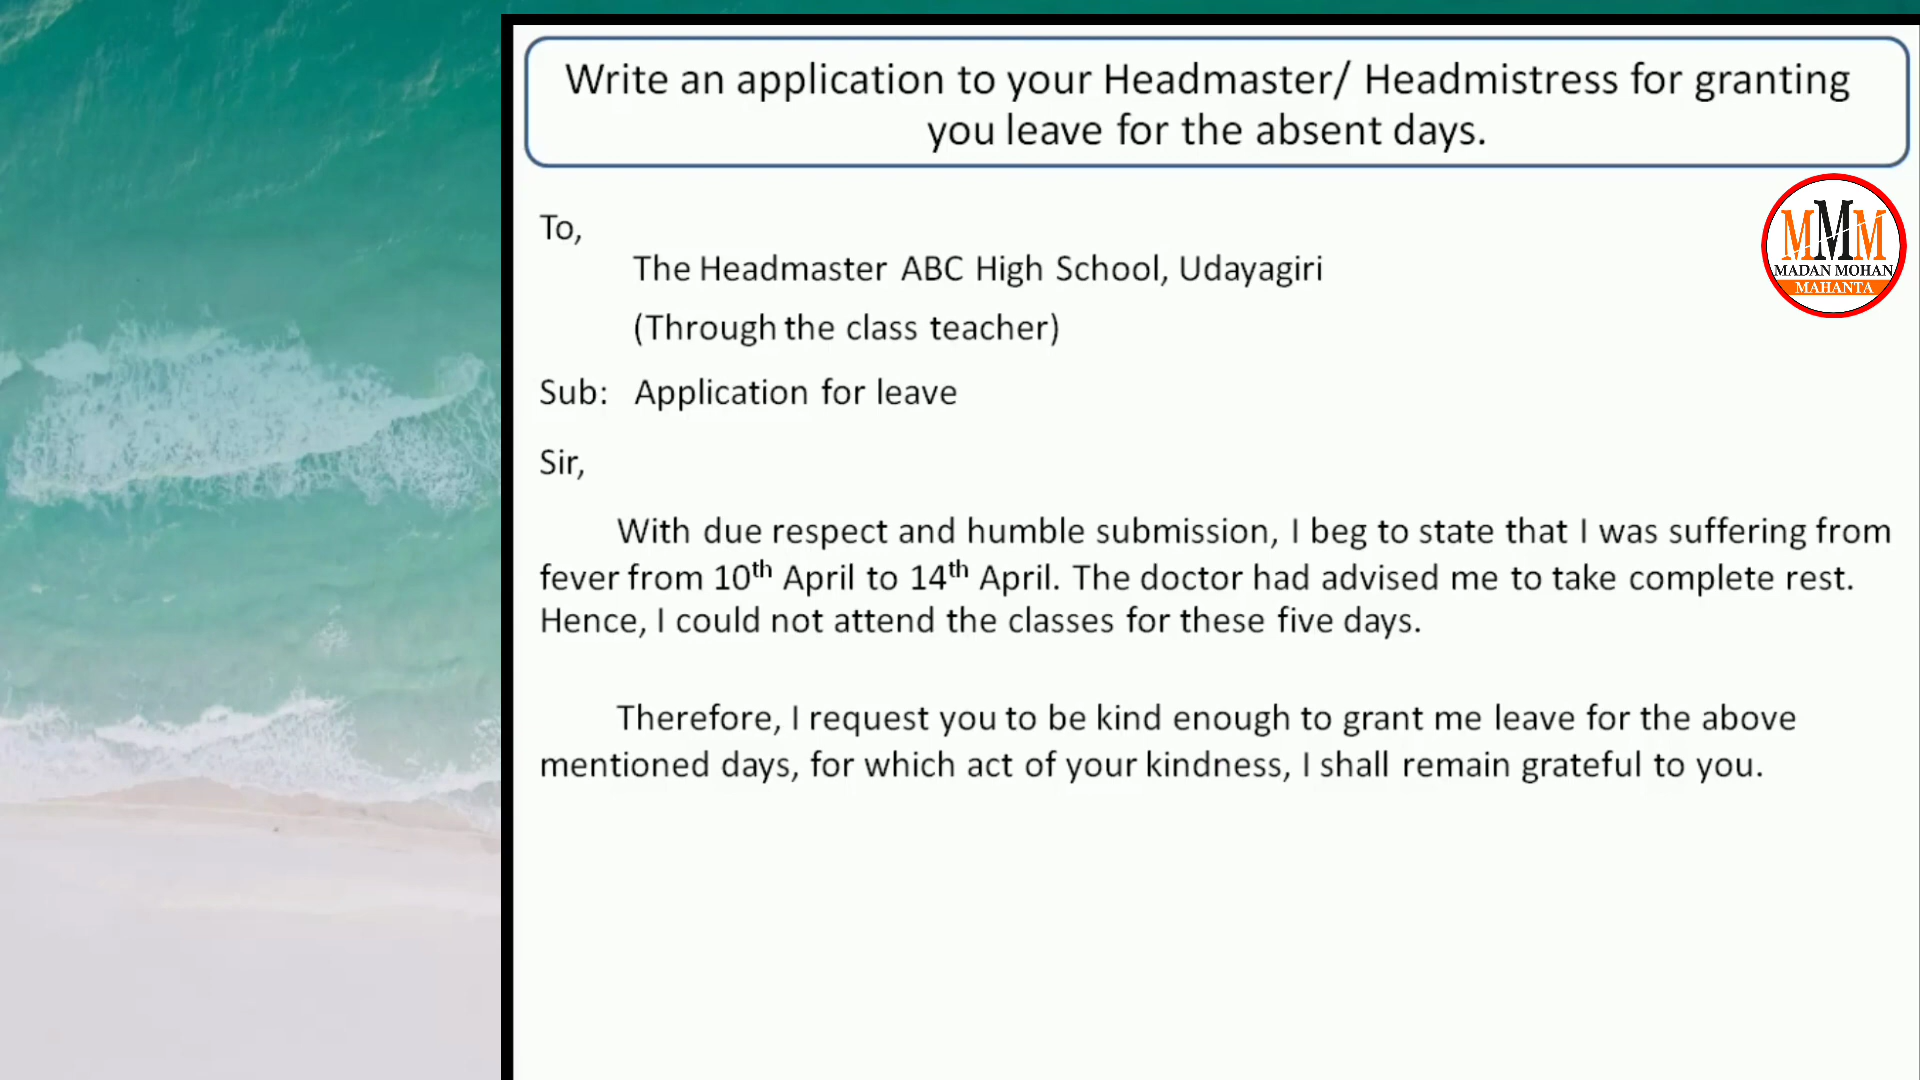 Write an application to your Headmaster/ Headmistress for granting
you leave for the absent days.
MMM
MADAN MOHAN
MAHANTA
To,
The Headmaster ABC High School, Udayagiri
(Through the class teacher)
Sub: Application for leave
Sir,
With due respect and humble submission, I beg to state that I was suffering from
fever from 10th April to 14th April. The doctor had advised me to take complete rest.
Hence, I could not attend the classes for these five days.
Therefore, I request you to be kind enough to grant me leave for the above
mentioned days, for which act of your kindness, I shall remain grateful to you.